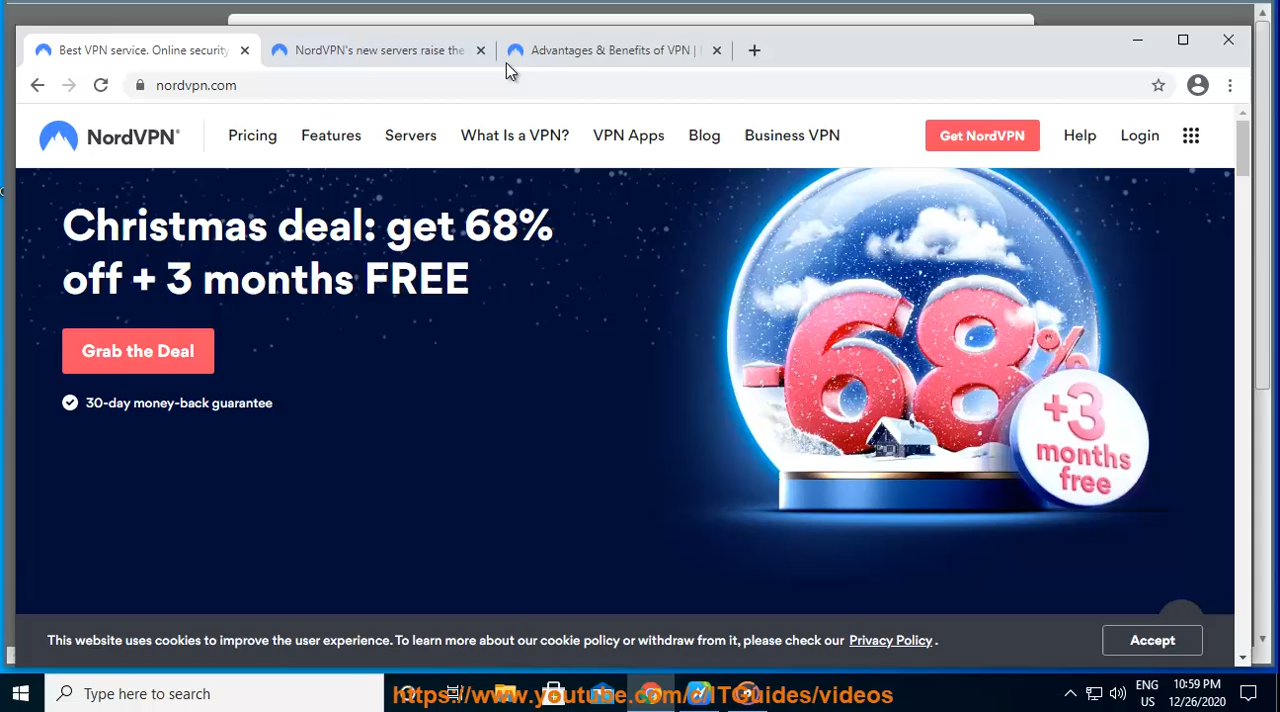 Best VPN service. Online security
NordVPN's new servers raise the
Advantages & Benefits of VPN |
nordvpn.com
NordVPN®
Pricing
Features
Servers
What Is a VPN?
VPN Apps
Blog
Business VPN
Get NordVPN
Help
Login
Christmas deal: get 68%
off + 3 months FREE
Grab the Deal
30-day money-back guarantee
68%
+3
months
free
This website uses cookies to improve the user experience. To learn more about our cookie policy or withdraw from it, please check our Privacy Policy .
Accept
Type here to search
https://www.youtube.com/c/ITGuides/videos
ENG
US
10:59 PM
12/26/2020